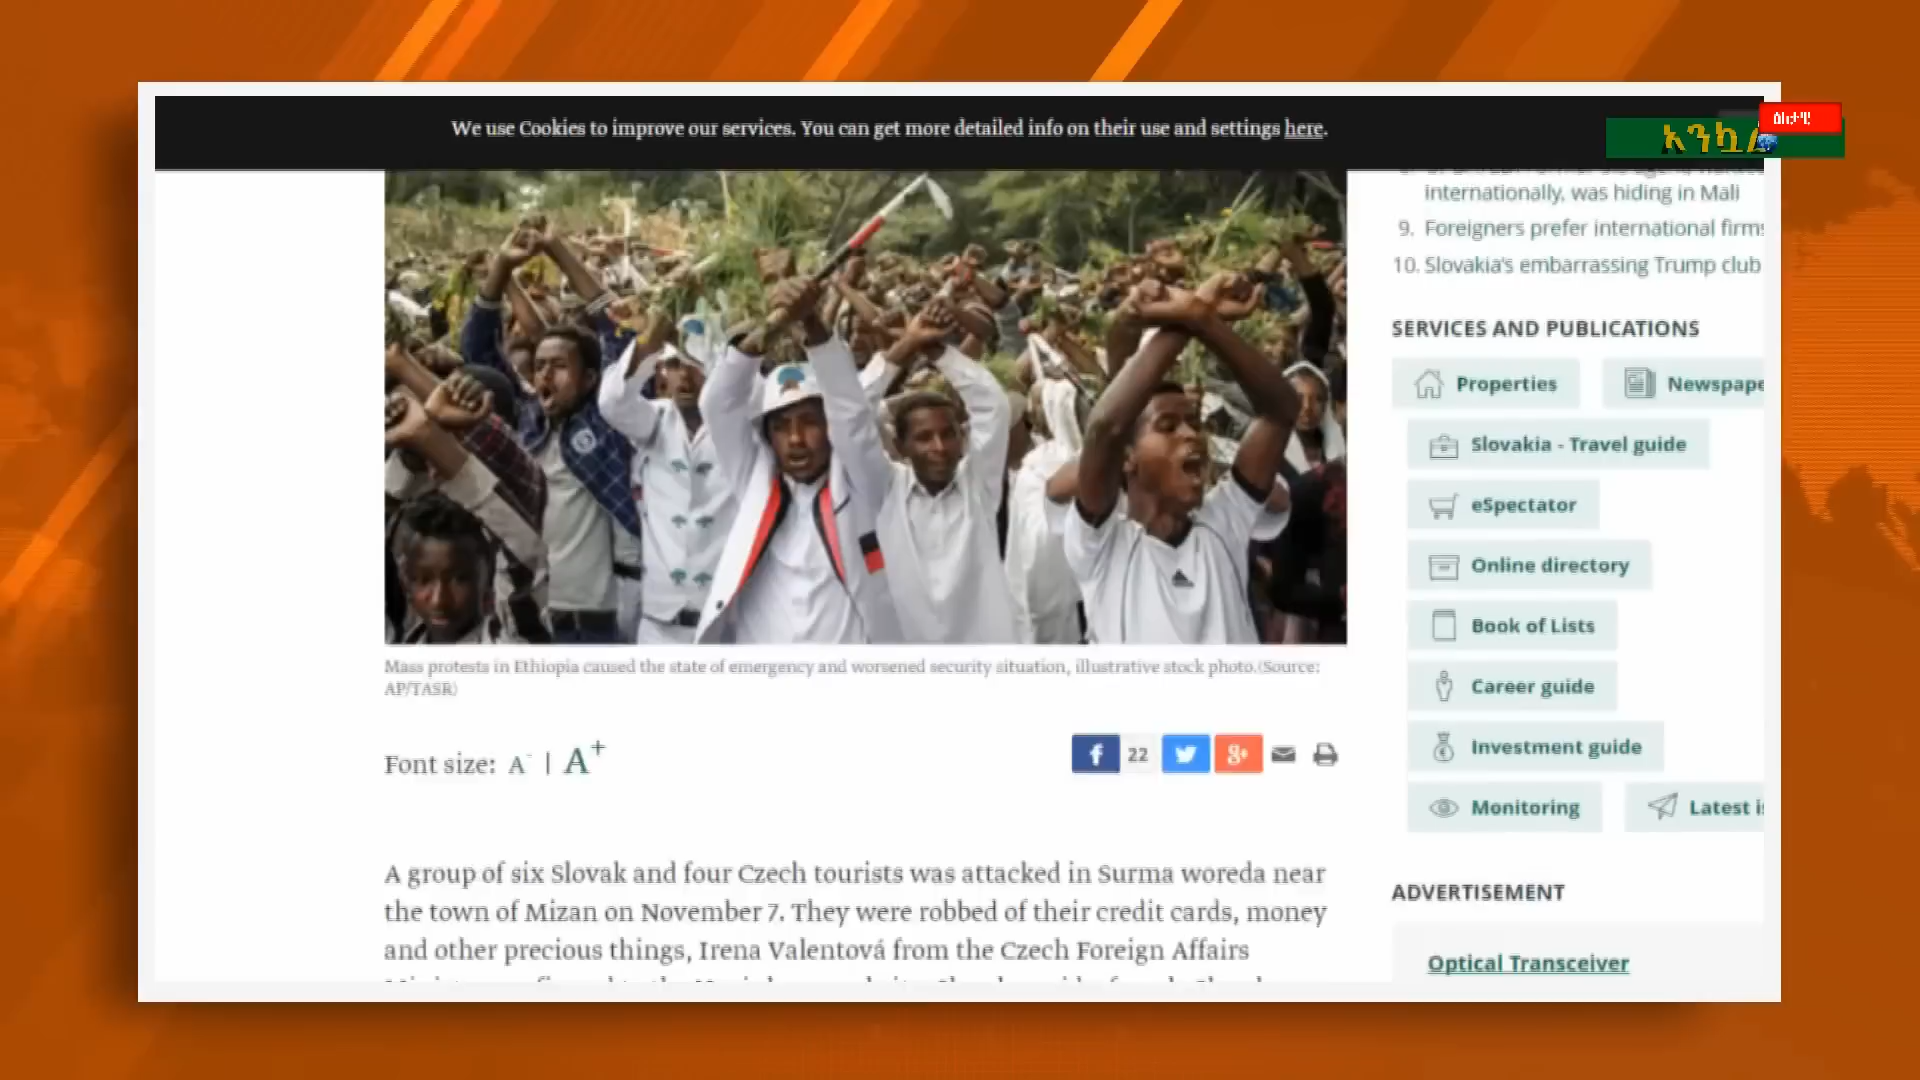 We use Cookies to improve our services. You can get more detailed info on their use and settings here.
ዕለታዊ
አንኳር
internationally, was hiding in Mali
9. Foreigners prefer international firms
10. Slovakia's embarrassing Trump club
SERVICES AND PUBLICATIONS
Properties
Newspape
Slovakia - Travel guide
eSpectator
Online directory
Book of Lists
Career guide
Investment guide
Monitoring
Latest i
ADVERTISEMENT
Optical Transceiver
Mass protests in Ethiopia caused the state of emergency and worsened security situation, illustrative stock photo.(Source:
AP/TASR)
Font size: A- | A+
f 22 g+
A group of six Slovak and four Czech tourists was attacked in Surma woreda near
the town of Mizan on November 7. They were robbed of their credit cards, money
and other precious things, Irena Valentová from the Czech Foreign Affairs